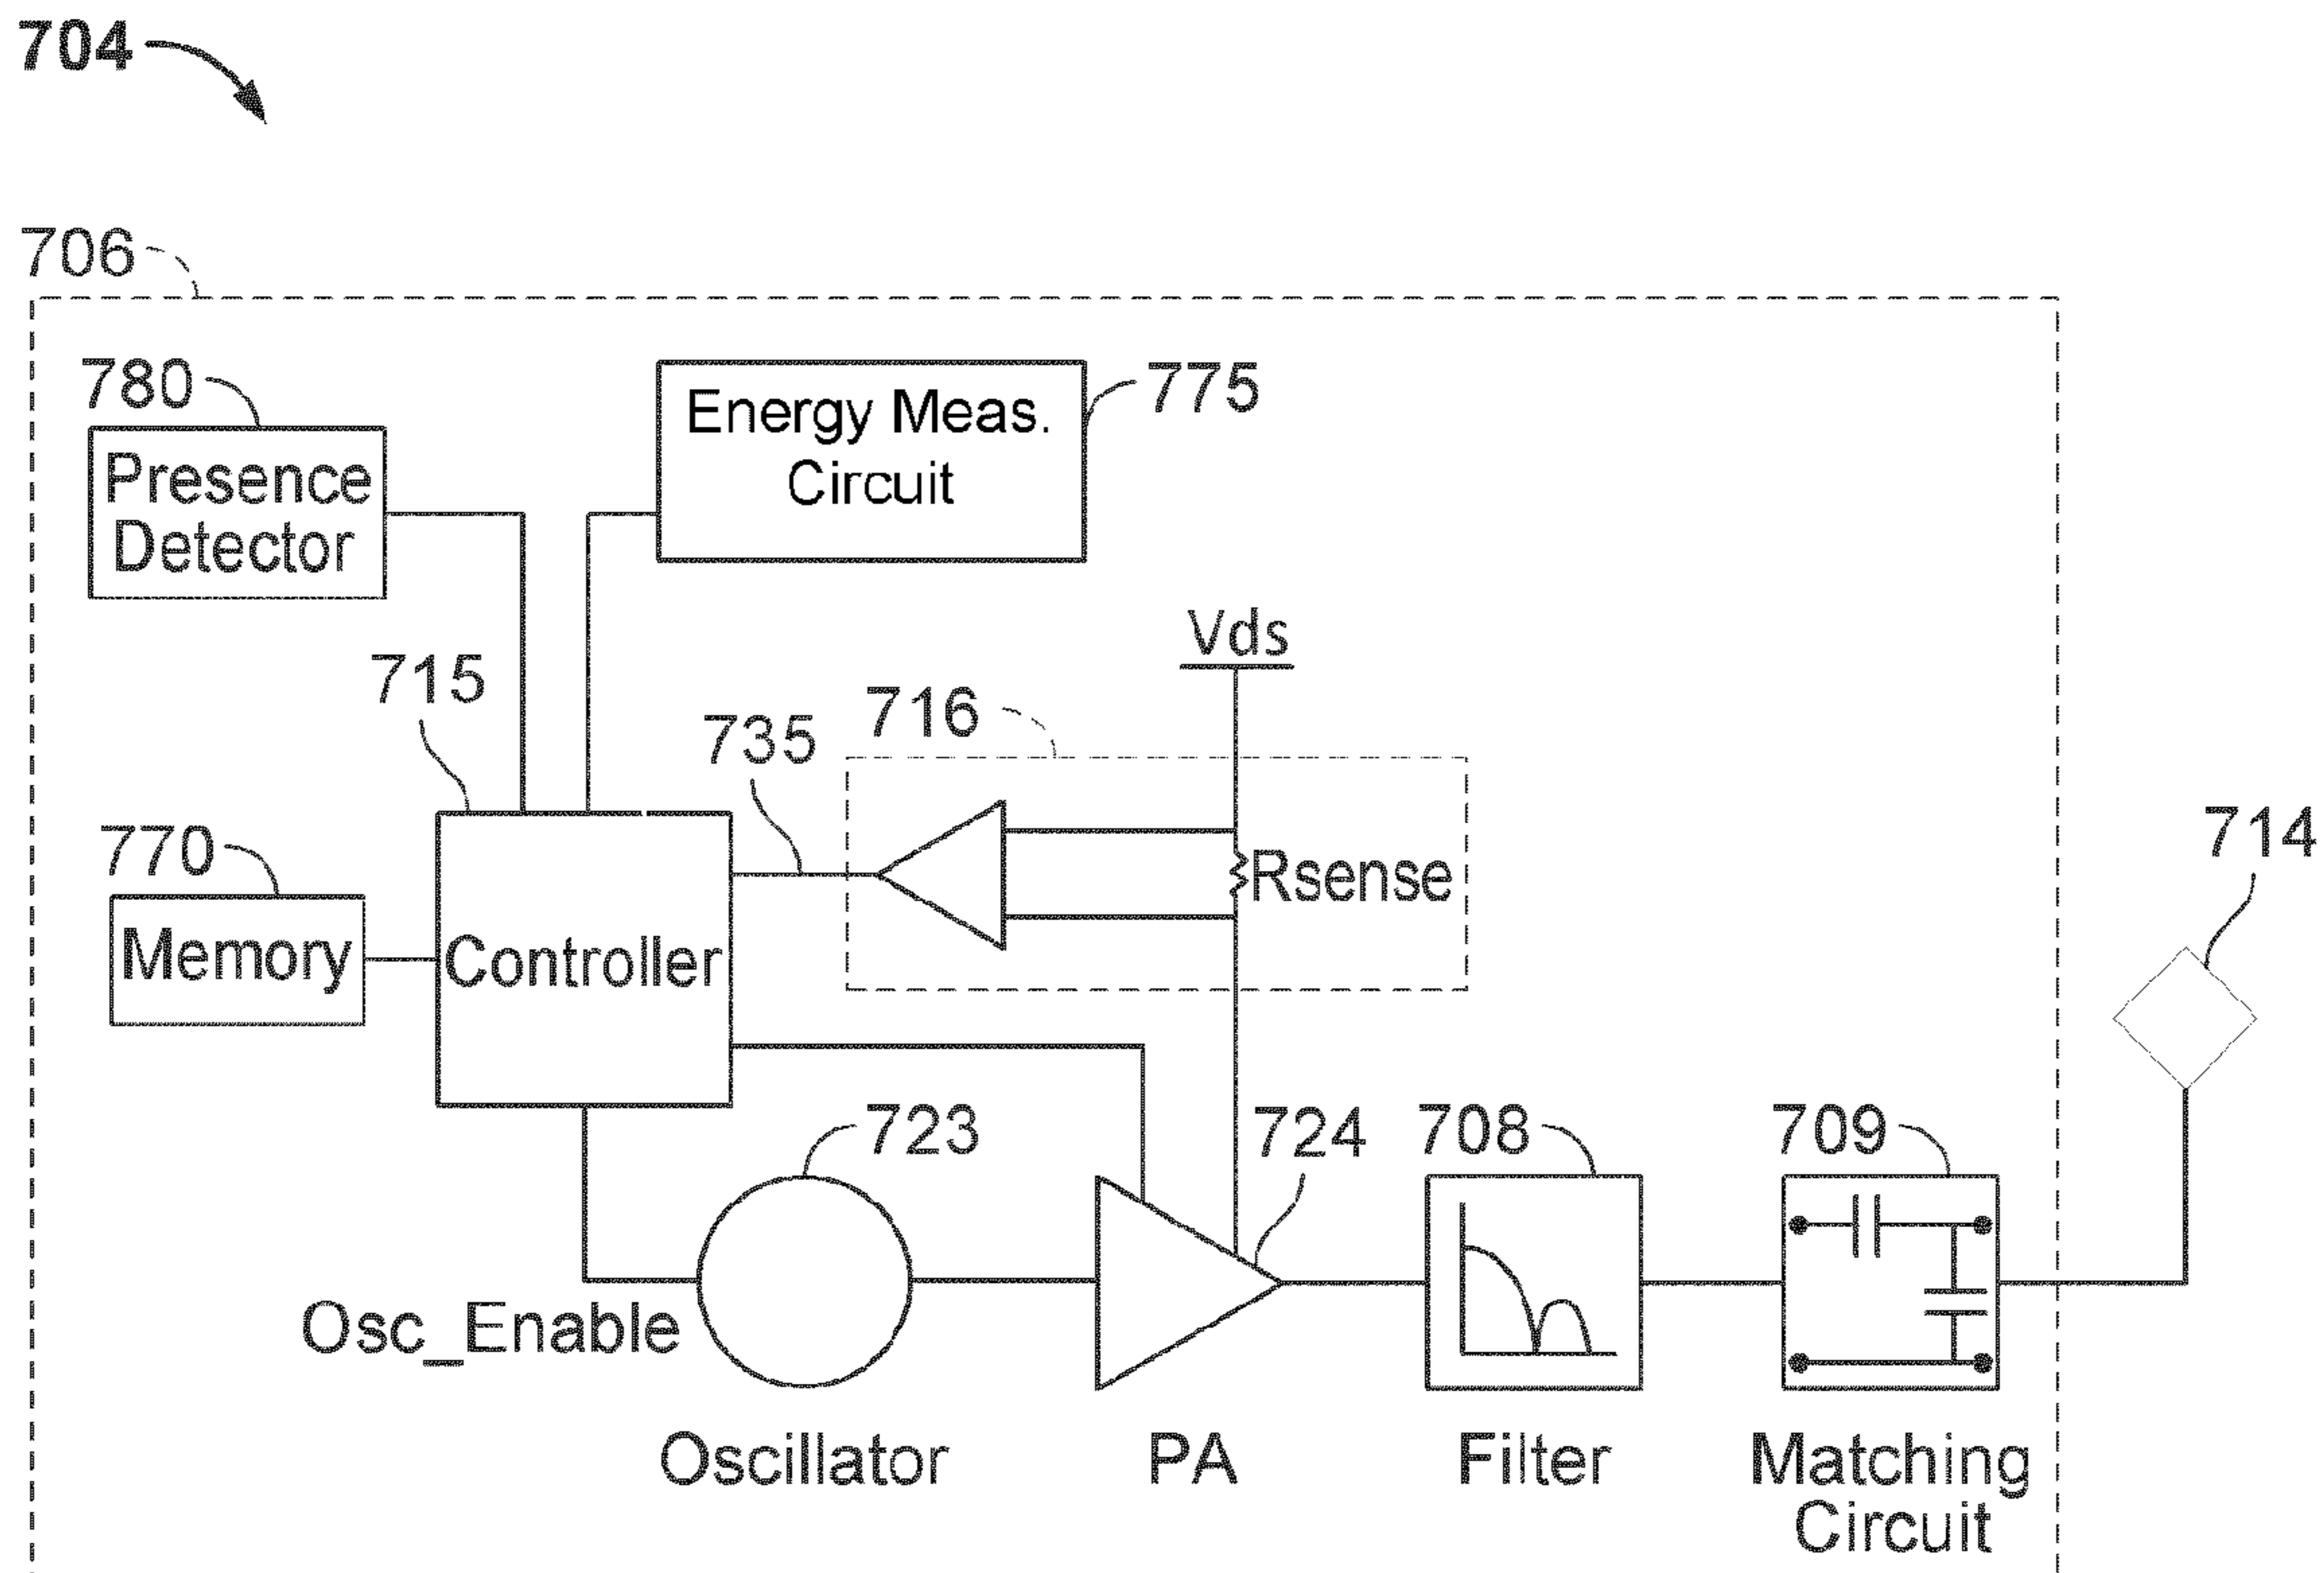 704
706
780
775
Presence
Detector
Energy Meas.
Circuit
Vds
715
716
735
770
714
Memory
Controller
Rsense
723
724
708
709
Osc_Enable
Oscillator
PA
Filter
Matching
Circuit